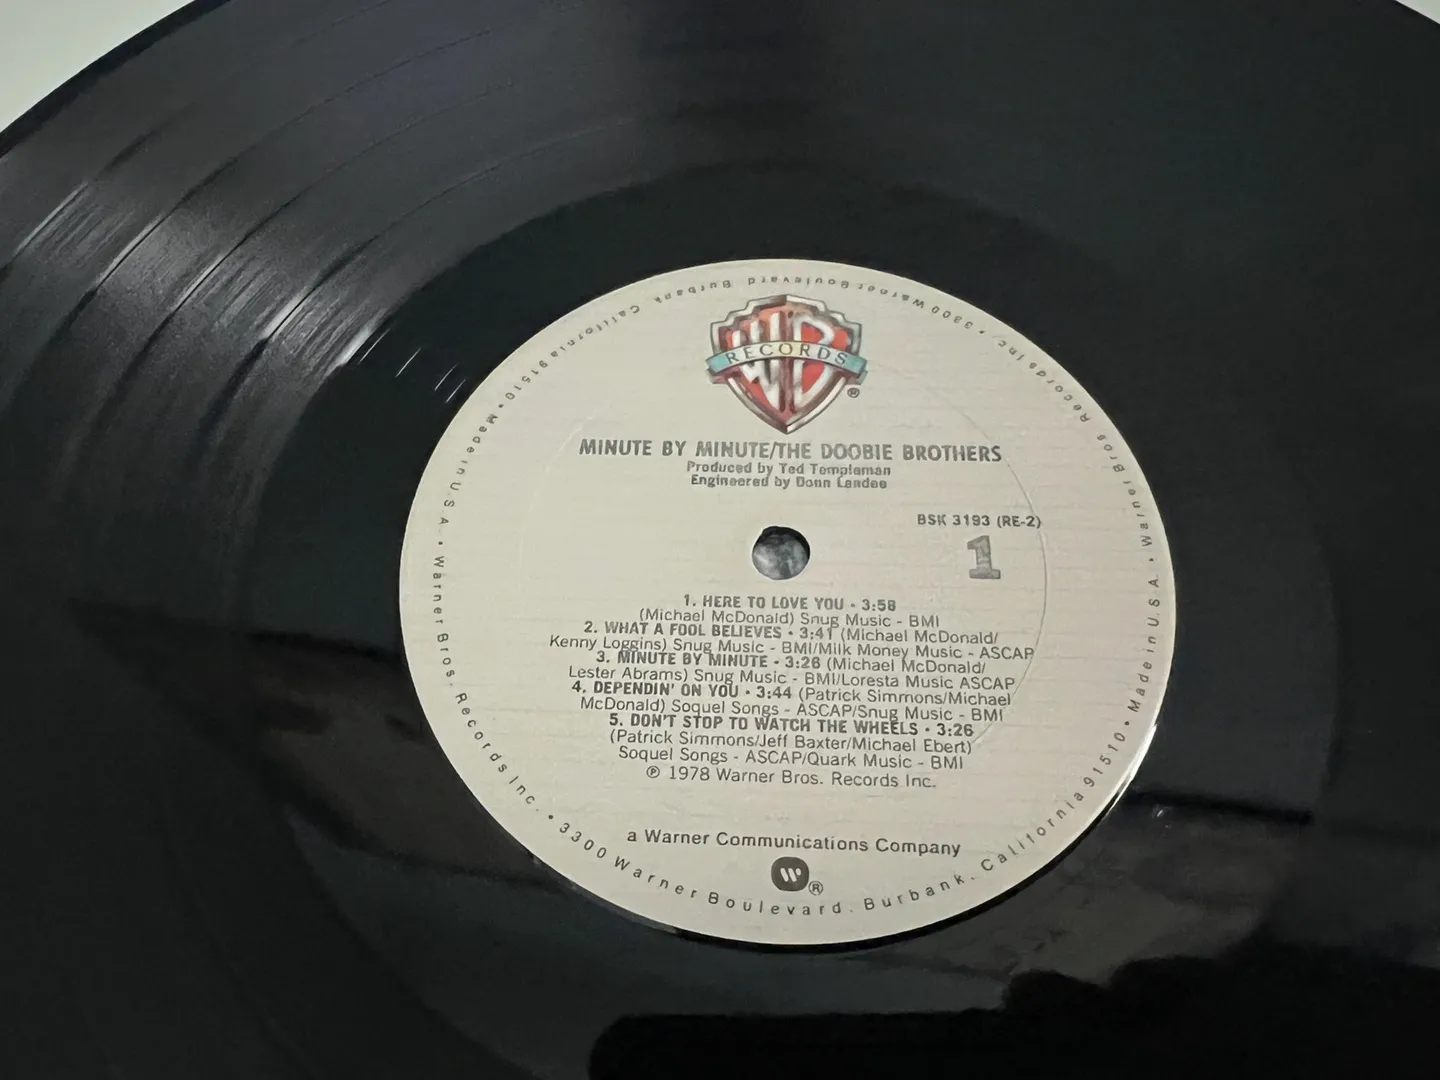 WB
RECORDS
®
MINUTE BY MINUTE/THE DOOBIE BROTHERS
Produced by Ted Templeman
Engineered by Donn Landee
BSK 3193 (RE-2)
1
1. HERE TO LOVE YOU • 3:58
(Michael McDonald) Snug Music - BMI
2. WHAT A FOOL BELIEVES • 3:41 (Michael McDonald/
Kenny Loggins) Snug Music - BMI/Milk Money Music - ASCAP
3. MINUTE BY MINUTE • 3:26 (Michael McDonald/
Lester Abrams) Snug Music - BMI/Loresta Music ASCAP
4. DEPENDIN' ON YOU • 3:44 (Patrick Simmons/Michael
McDonald) Soquel Songs - ASCAP/Snug Music - BMI
5. DON'T STOP TO WATCH THE WHEELS • 3:26
(Patrick Simmons/Jeff Baxter/Michael Ebert)
Soquel Songs - ASCAP/Quark Music - BMI
℗ 1978 Warner Bros. Records Inc.
a Warner Communications Company
W®
Warner Bros. Records Inc. • 3300 Warner Boulevard. Burbank. California 91510 • Made in U.S.A. • Warner Bros Records Inc. • 3300 Warner Boulevard. Burbank. California 91510 • Made in U.S.A. •